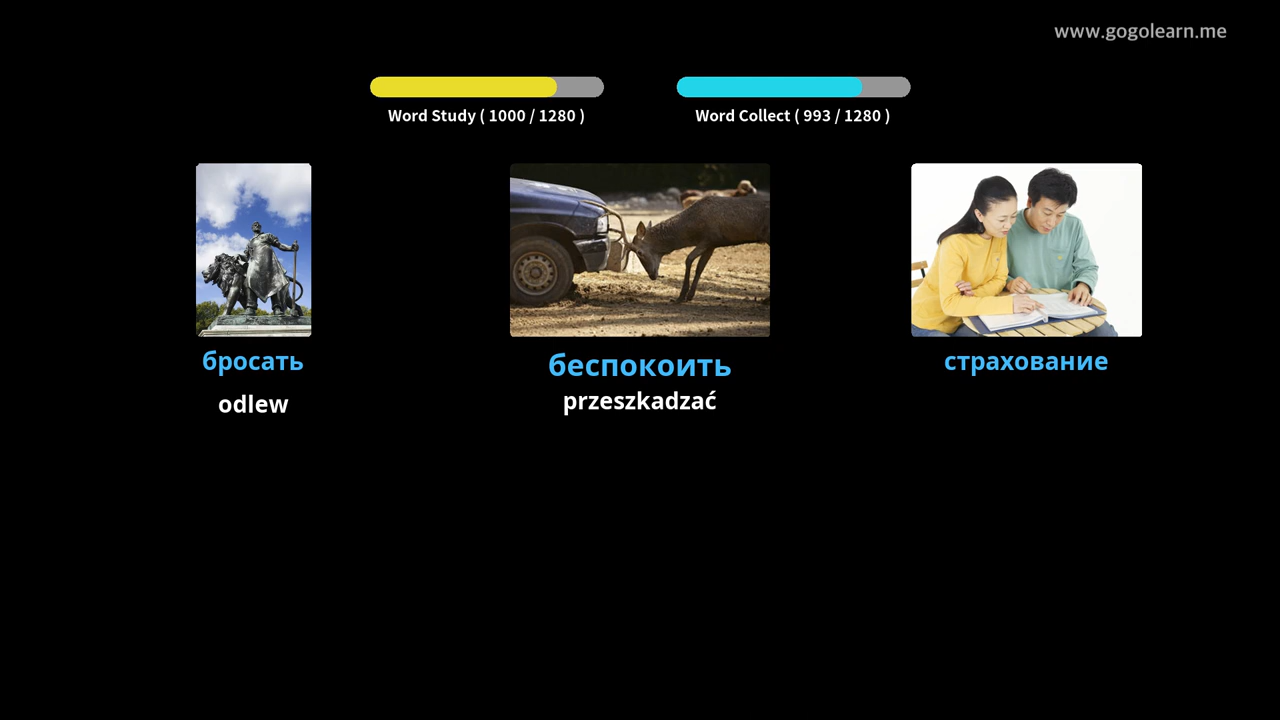 www.gogolearn.me
Word Study ( 1000 / 1280 )
Word Collect ( 993 / 1280 )
бросать
odlew
беспокоить
przeszkadzać
страхование